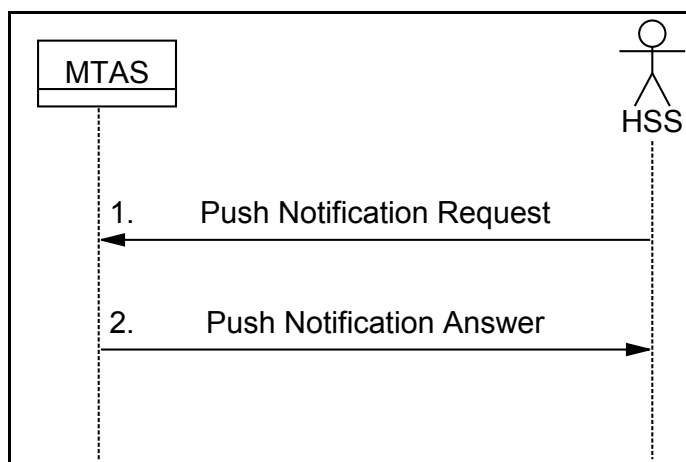 MTAS
HSS
1. Push Notification Request
2. Push Notification Answer